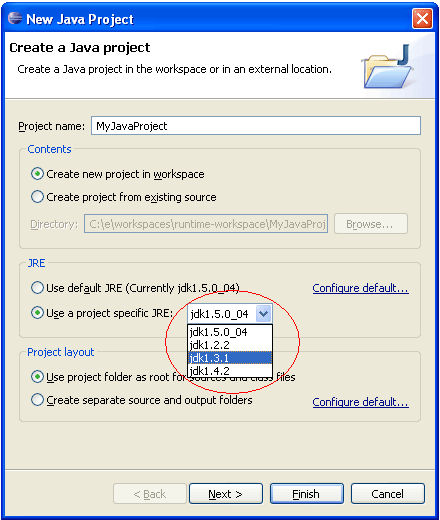 New Java Project
Create a Java project
Create a Java project in the workspace or in an external location.
Project name: MyJavaProject
Contents
Create new project in workspace
Create project from existing source
Directory: C:\e\workspaces\runtime-workspace\MyJavaProj Browse...
JRE
Use default JRE (Currently jdk1.5.0_04) Configure default...
Use a project specific JRE: jdk1.5.0_04
jdk1.5.0_04
jdk1.2.2
jdk1.3.1
jdk1.4.2
Project layout
Use project folder as root for sources and class files
Create separate source and output folders Configure default...
< Back Next > Finish Cancel